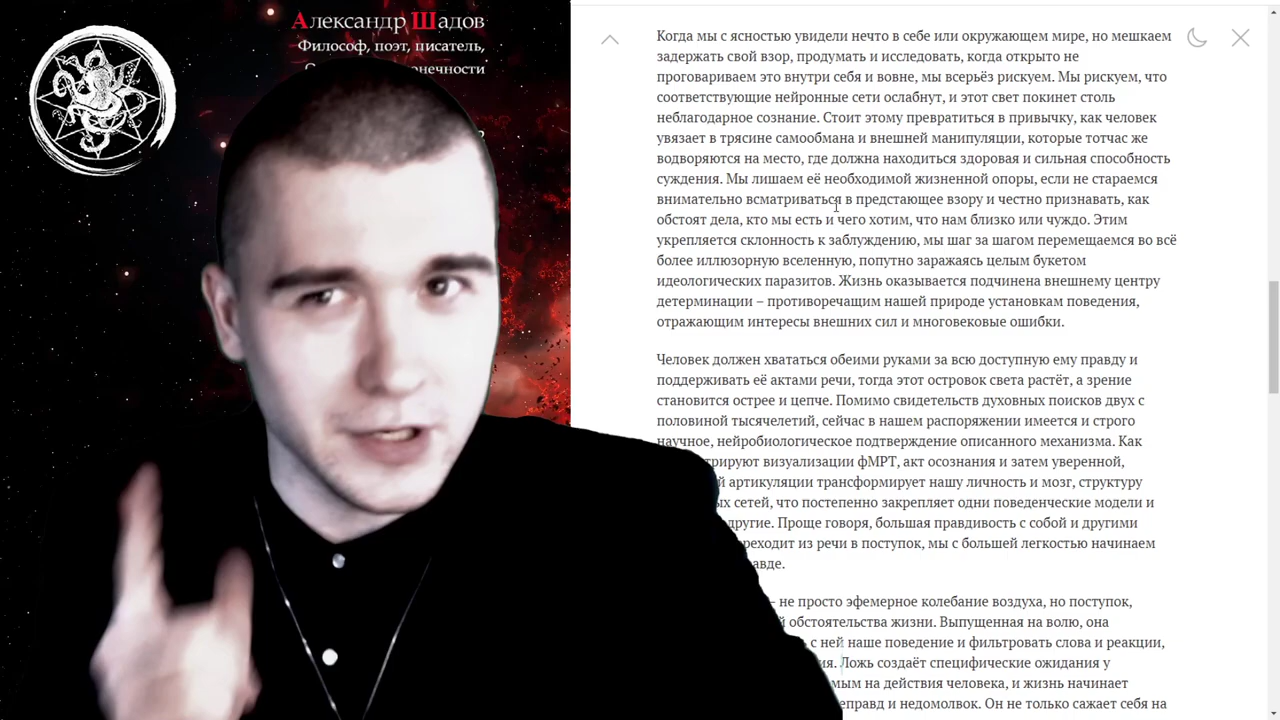 Александр Шадов
Философ, поэт, писатель,
конечности
Когда мы с ясностью увидели нечто в себе или окружающем мире, но мешкаем
задержать свой взор, продумать и исследовать, когда открыто не
проговариваем это внутри себя и вовне, мы всерьёз рискуем. Мы рискуем, что
соответствующие нейронные сети ослабнут, и этот свет покинет столь
неблагодарное сознание. Стоит этому превратиться в привычку, как человек
увязает в трясине самообмана и внешней манипуляции, которые тотчас же
водворяются на место, где должна находиться здоровая и сильная способность
суждения. Мы лишаем её необходимой жизненной опоры, если не стараемся
внимательно всматриваться в предстающее взору и честно признавать, как
обстоят дела, кто мы есть и чего хотим, что нам близко или чуждо. Этим
укрепляется склонность к заблуждению, мы шаг за шагом перемещаемся во всё
более иллюзорную вселенную, попутно заражаясь целым букетом
идеологических паразитов. Жизнь оказывается подчинена внешнему центру
детерминации – противоречащим нашей природе установкам поведения,
отражающим интересы внешних сил и многовековые ошибки.
Человек должен хвататься обеими руками за всю доступную ему правду и
поддерживать её актами речи, тогда этот островок света растёт, а зрение
становится острее и цепче. Помимо свидетельств духовных поисков двух с
половиной тысячелетий, сейчас в нашем распоряжении имеется и строго
научное, нейробиологическое подтверждение описанного механизма. Как
трируют визуализации фМРТ, акт осознания и затем уверенной,
й артикуляции трансформирует нашу личность и мозг, структуру
ых сетей, что постепенно закрепляет одни поведенческие модели и
другие. Проще говоря, большая правдивость с собой и другими
реходит из речи в поступок, мы с большей легкостью начинаем
авде.
– не просто эфемерное колебание воздуха, но поступок,
й обстоятельства жизни. Выпущенная на волю, она
ь с ней наше поведение и фильтровать слова и реакции,
ия. Ложь создаёт специфические ожидания у
мым на действия человека, и жизнь начинает
еправд и недомолвок. Он не только сажает себя на